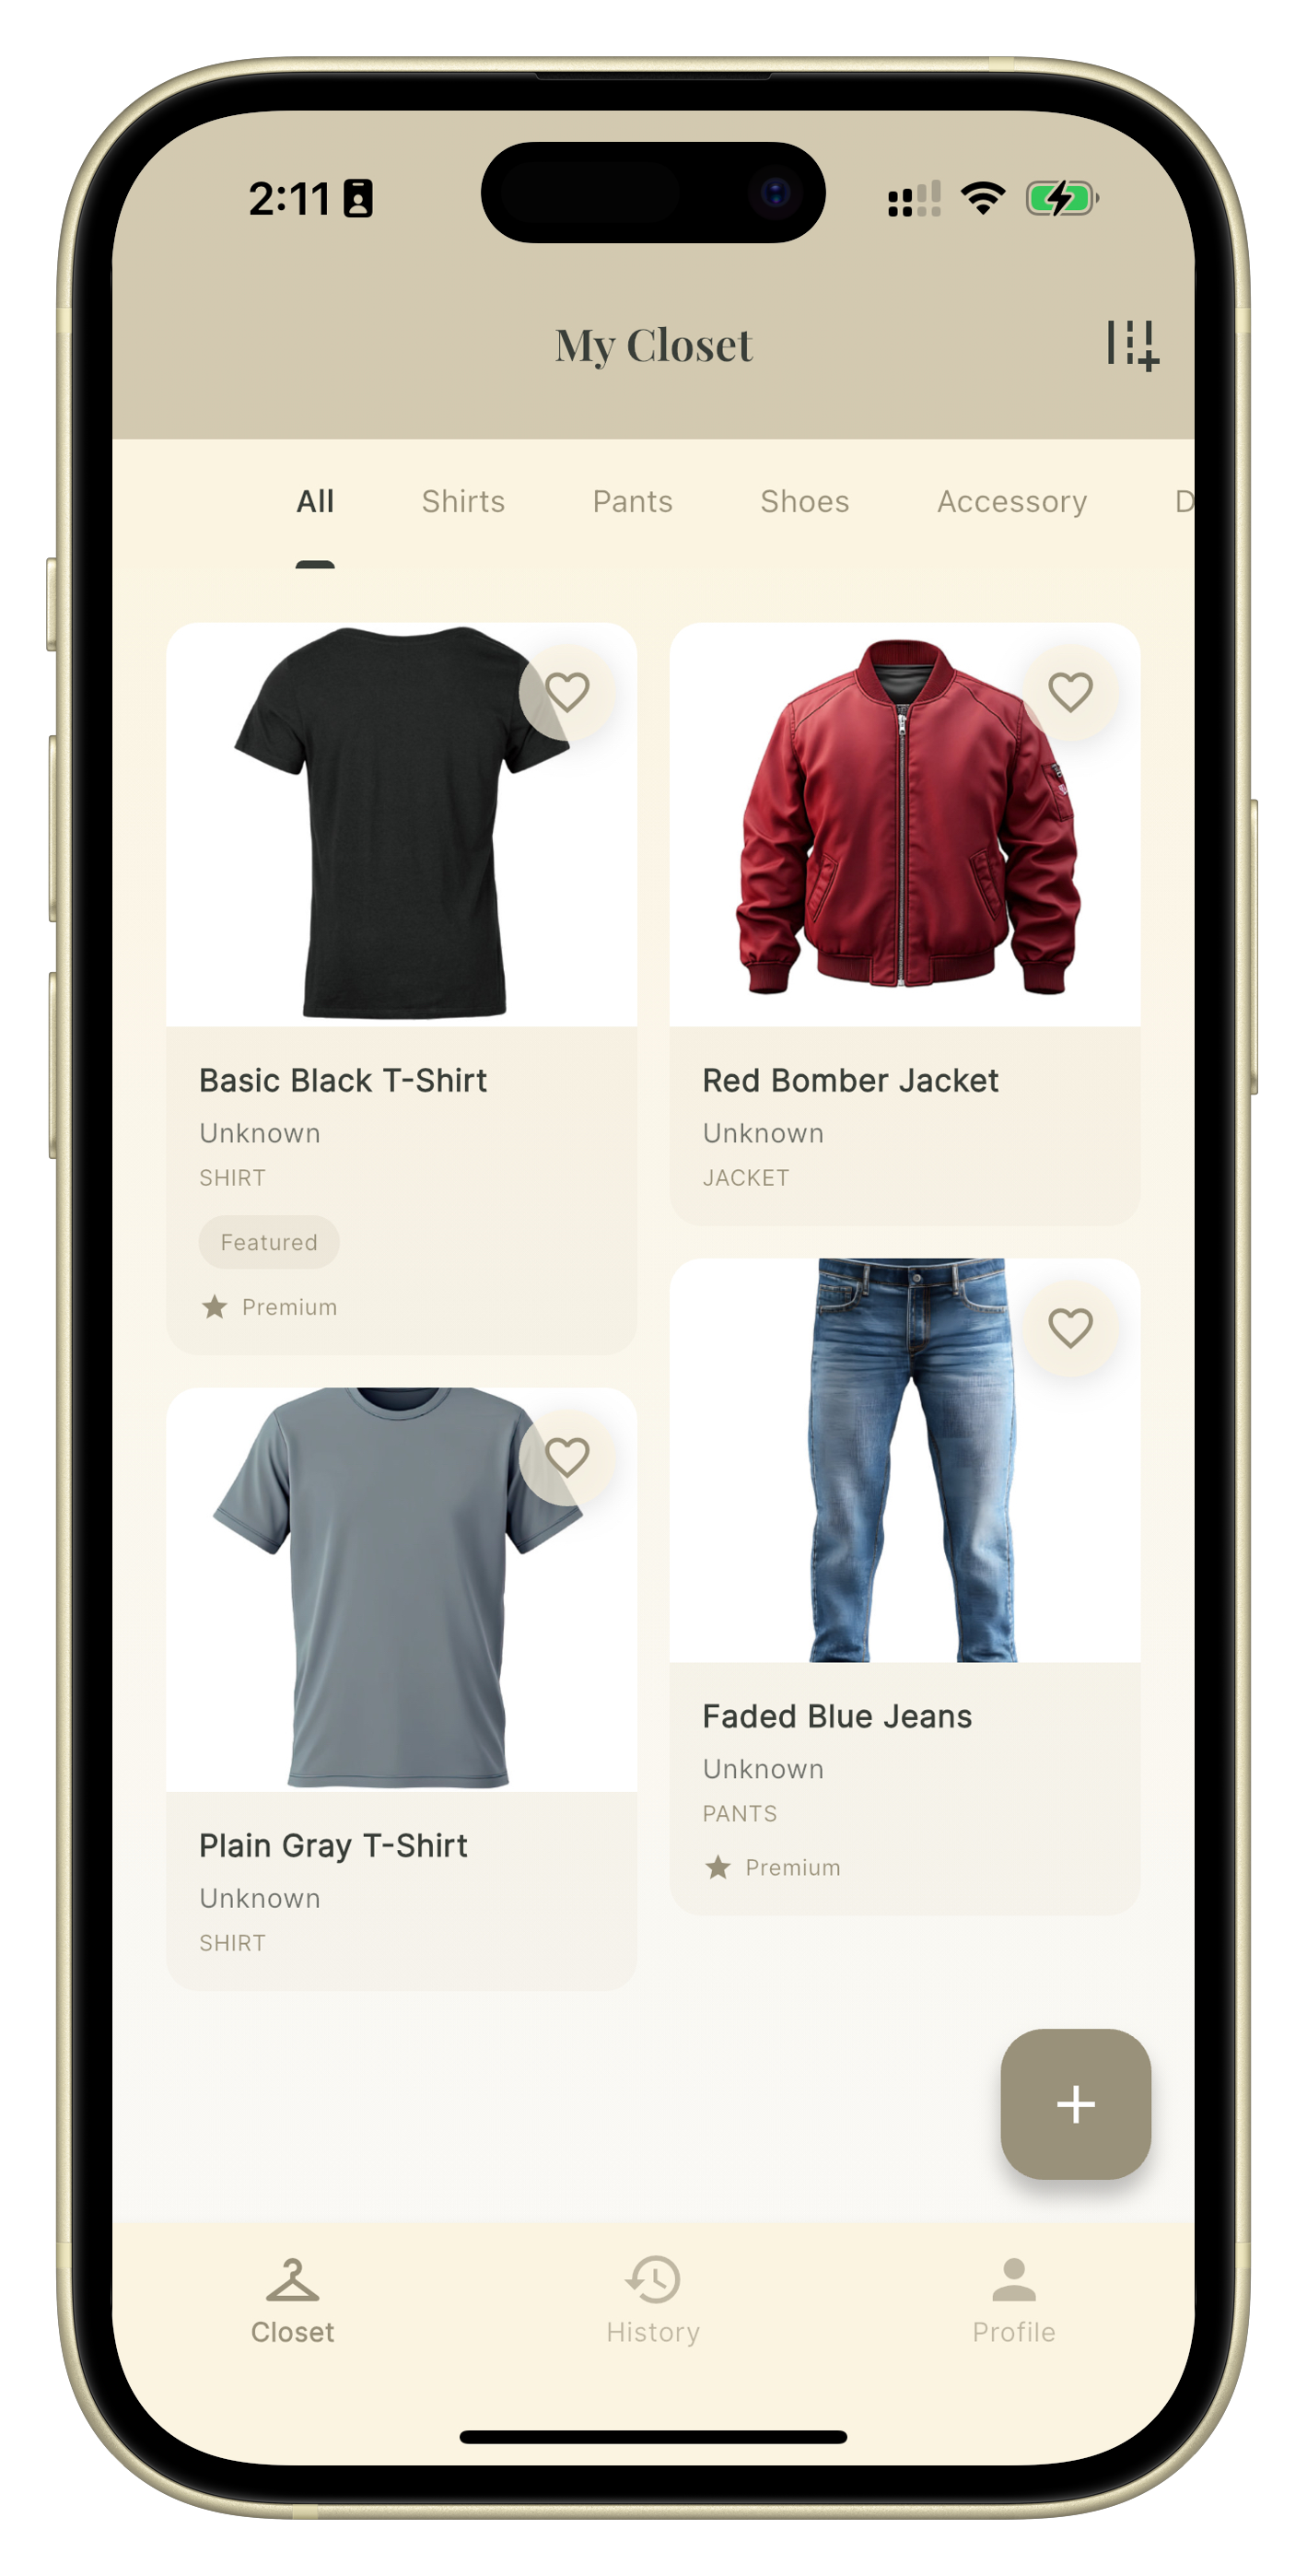 2:11
My Closet
All Shirts Pants Shoes Accessory D
Basic Black T-Shirt
Unknown
SHIRT
Featured
Premium
Red Bomber Jacket
Unknown
JACKET
Plain Gray T-Shirt
Unknown
SHIRT
Faded Blue Jeans
Unknown
PANTS
Premium
Closet History Profile